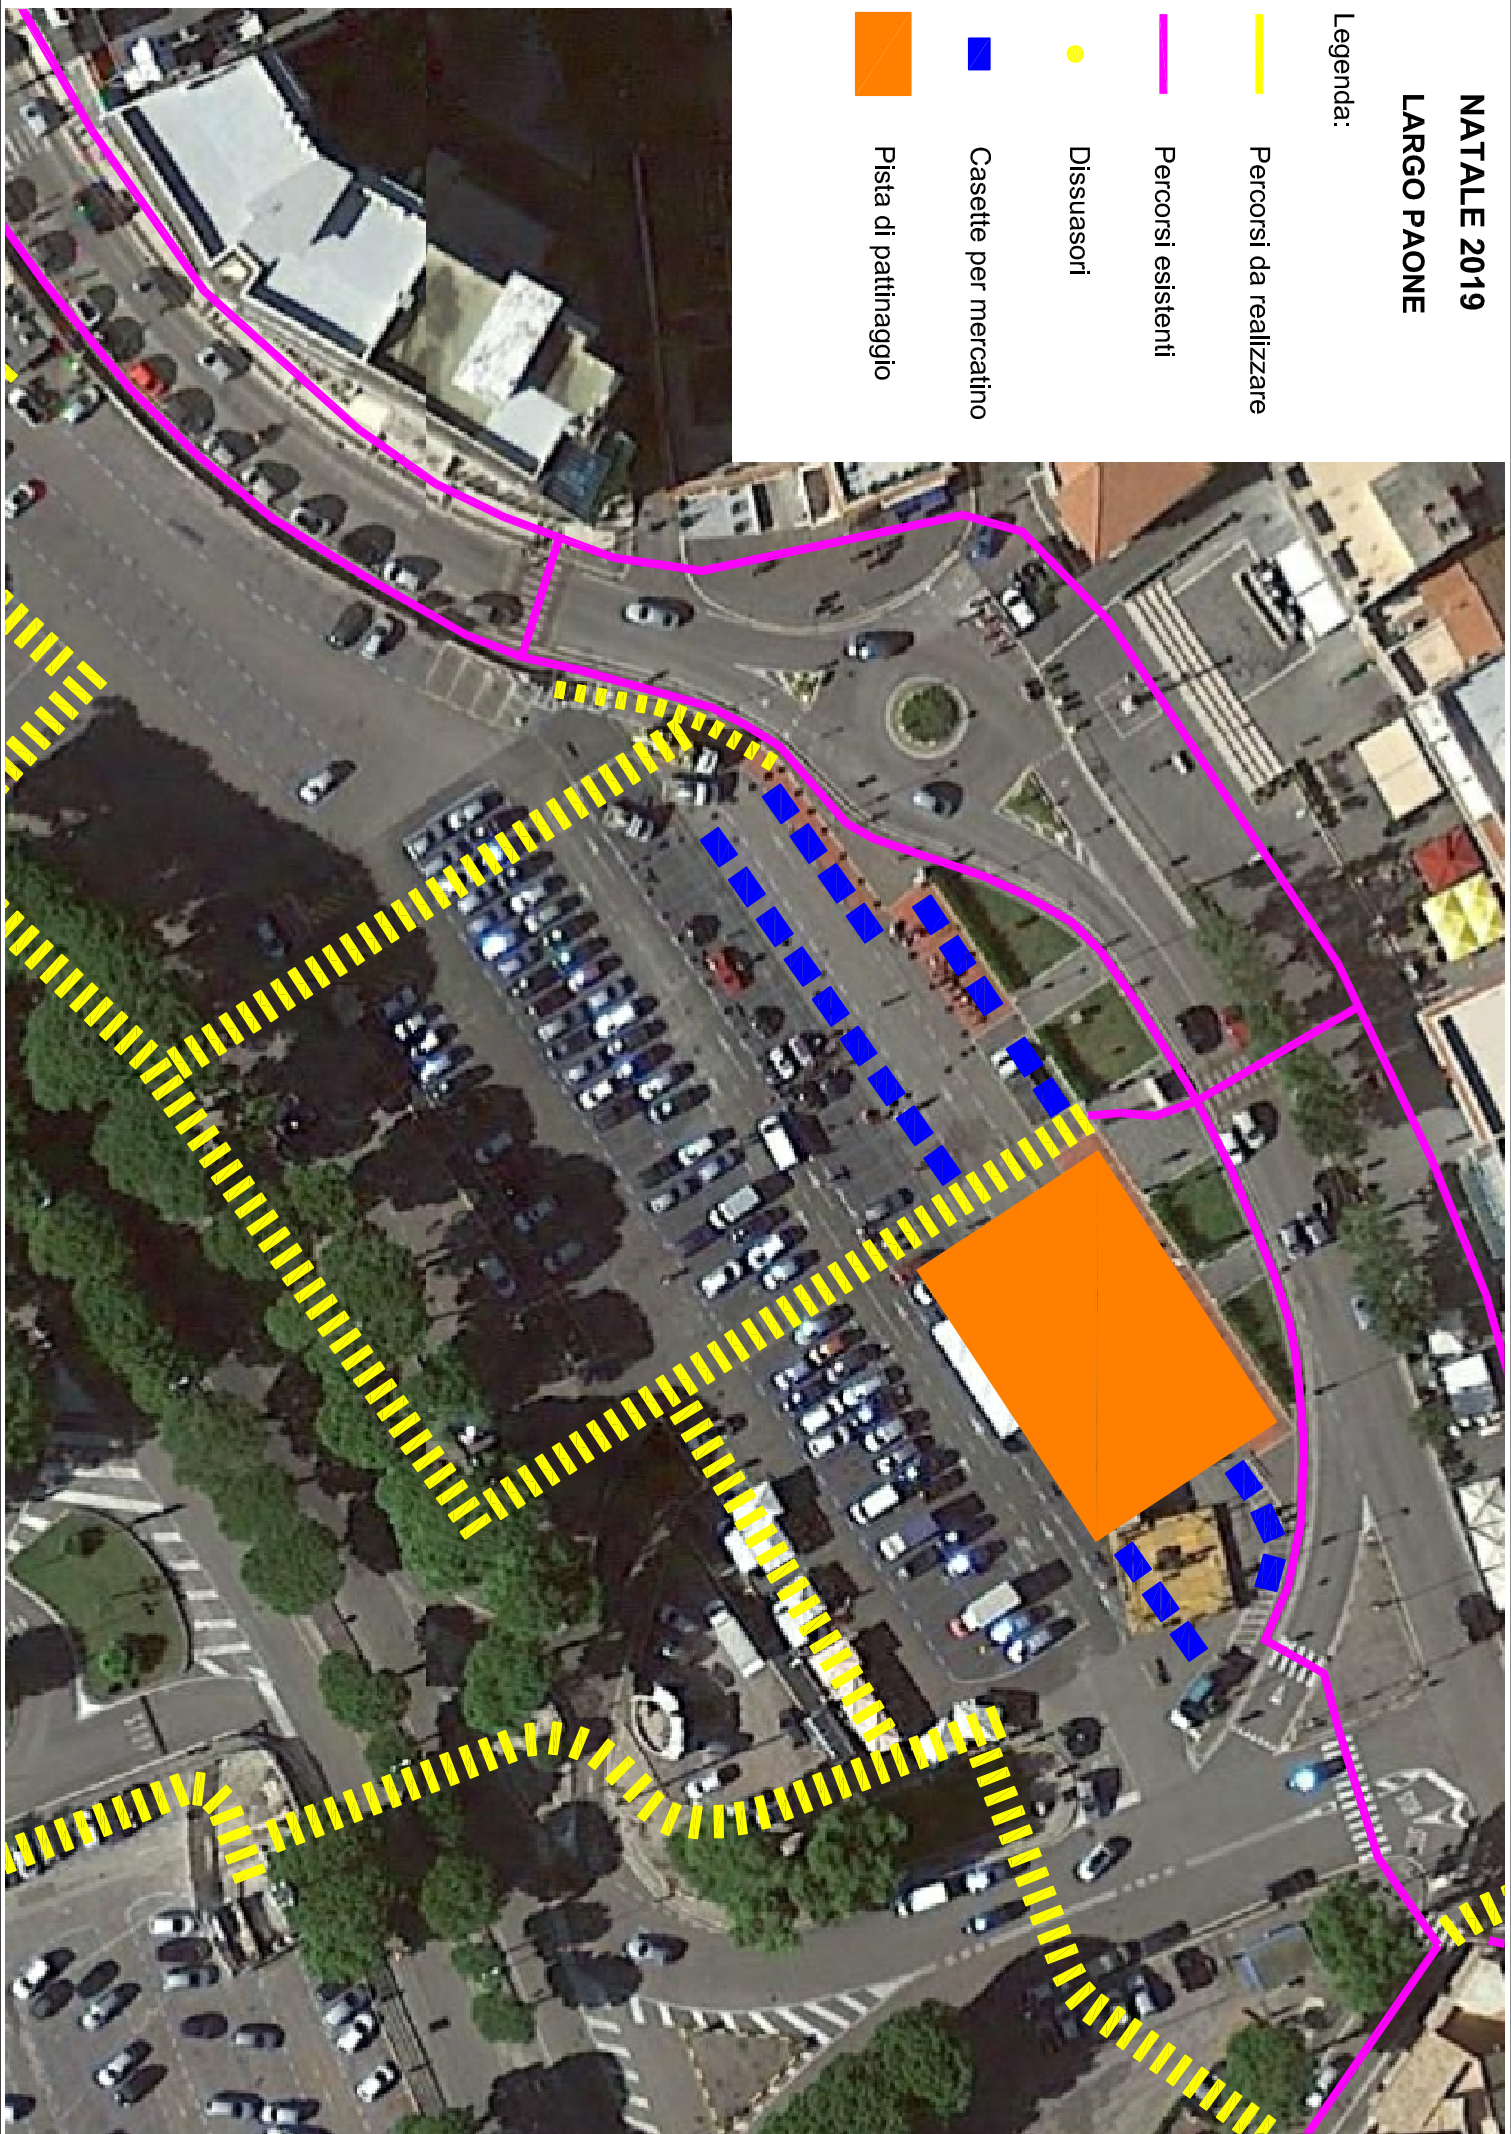 NATALE 2019
LARGO PAONE
Legenda:
Percorsi da realizzare
Percorsi esistenti
Dissuasori
Casette per mercatino
Pista di pattinaggio